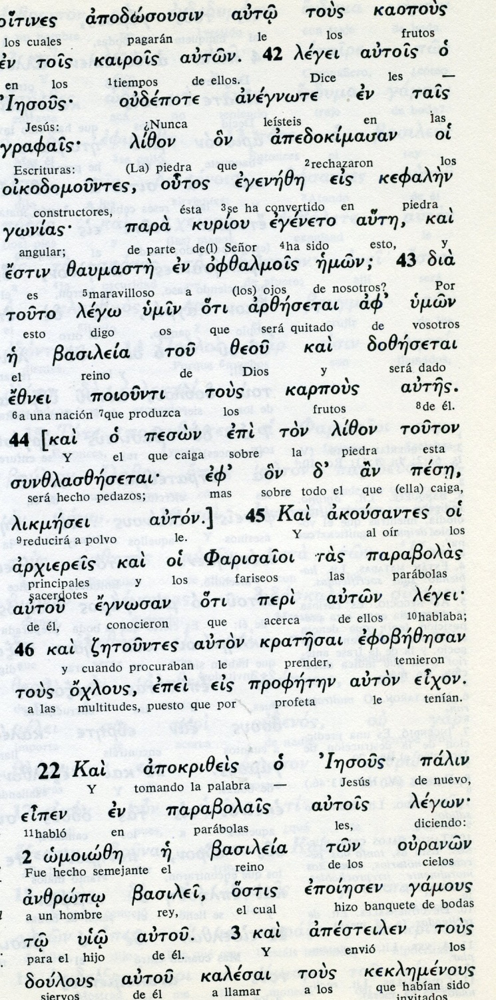 οἵτινες ἀποδώσουσιν αὐτῷ τοὺς καοποὺς
los cuales pagarán le los frutos
ἐν τοῖς καιροῖς αὐτῶν. 42 λέγει αὐτοῖς ὁ
en los 1tiempos de ellos. Dice les —
Ἰησοῦς· οὐδέποτε ἀνέγνωτε ἐν ταῖς
Jesús: ¿Nunca leísteis en las
γραφαῖς· λίθον ὃν ἀπεδοκίμασαν οἱ
Escrituras: (La) piedra que 2rechazaron los
οἰκοδομοῦντες, οὗτος ἐγενήθη εἰς κεφαλὴν
constructores, ésta 3se ha convertido en piedra
γωνίας· παρὰ κυρίου ἐγένετο αὕτη, καὶ
angular; de parte de(l) Señor 4ha sido esto, y
ἔστιν θαυμαστὴ ἐν ὀφθαλμοῖς ἡμῶν; 43 διὰ
es 5maravilloso a (los) ojos de nosotros? Por
τοῦτο λέγω ὑμῖν ὅτι ἀρθήσεται ἀφ' ὑμῶν
esto digo os que será quitado de vosotros
ἡ βασιλεία τοῦ θεοῦ καὶ δοθήσεται
el reino de Dios y será dado
ἔθνει ποιοῦντι τοὺς καρποὺς αὐτῆς.
6a una nación 7que produzca los frutos 8de él.
44 [καὶ ὁ πεσὼν ἐπὶ τὸν λίθον τοῦτον
Y el que caiga sobre la piedra esta
συνθλασθήσεται· ἐφ' ὃν δ' ἂν πέσῃ,
será hecho pedazos; mas sobre todo el que (ella) caiga,
λικμήσει αὐτόν.] 45 Καὶ ἀκούσαντες οἱ
9reducirá a polvo le. Y al oír los
ἀρχιερεῖς καὶ οἱ Φαρισαῖοι τὰς παραβολὰς
principales y los fariseos las parábolas
sacerdotes
αὐτοῦ ἔγνωσαν ὅτι περὶ αὐτῶν λέγει·
de él, conocieron que acerca de ellos 10hablaba;
46 καὶ ζητοῦντες αὐτὸν κρατῆσαι ἐφοβήθησαν
y cuando procuraban le prender, temieron
τοὺς ὄχλους, ἐπεὶ εἰς προφήτην αὐτὸν εἶχον.
a las multitudes, puesto que por profeta le tenían.
22 Καὶ ἀποκριθεὶς ὁ Ἰησοῦς πάλιν
Y tomando la palabra — Jesús de nuevo,
εἶπεν ἐν παραβολαῖς αὐτοῖς λέγων·
11habló en parábolas les, diciendo:
2 ὡμοιώθη ἡ βασιλεία τῶν οὐρανῶν
Fue hecho semejante el reino de los cielos
ἀνθρώπῳ βασιλεῖ, ὅστις ἐποίησεν γάμους
a un hombre rey, el cual hizo banquete de bodas
τῷ υἱῷ αὐτοῦ. 3 καὶ ἀπέστειλεν τοὺς
para el hijo de él. Y envió los
δούλους αὐτοῦ καλέσαι τοὺς κεκλημένους
siervos de él a llamar a los que habían sido
invitados